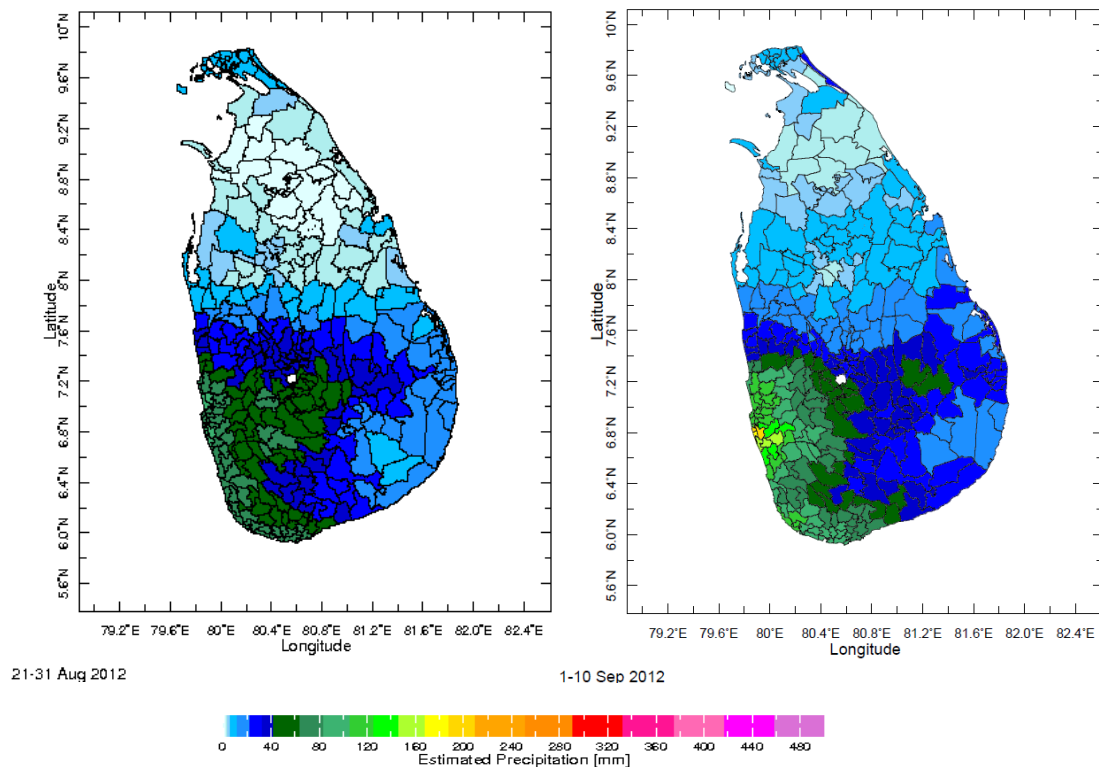 10°N
9.6°N
9.2°N
8.8°N
8.4°N
8°N
7.6°N
7.2°N
6.8°N
6.4°N
6.0°N
5.6°N
Latitude
79.2°E 79.6°E 80°E 80.4°E 80.8°E 81.2°E 81.6°E 82.0°E 82.4°E
Longitude
21-31 Aug 2012
10°N
9.6°N
9.2°N
8.8°N
8.4°N
8°N
7.6°N
7.2°N
6.8°N
6.4°N
6.0°N
5.6°N
Latitude
79.2°E 79.6°E 80°E 80.4°E 80.8°E 81.2°E 81.6°E 82.0°E 82.4°E
Longitude
1-10 Sep 2012
0 40 80 120 160 200 240 280 320 360 400 440 480
Estimated Precipitation [mm]